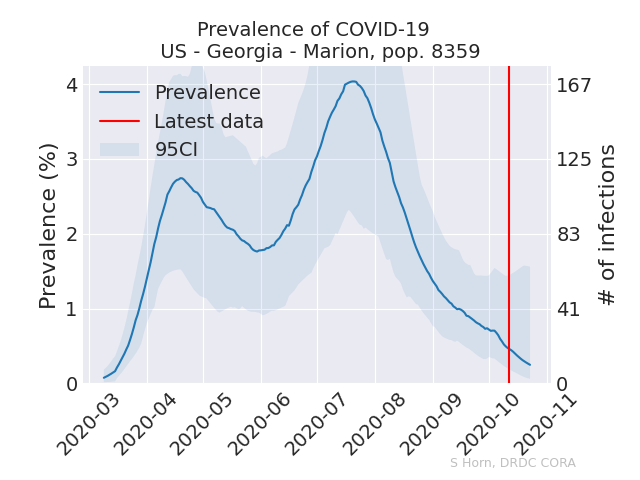 Prevalence of COVID-19
US - Georgia - Marion, pop. 8359
Prevalence
Latest data
95CI
Prevalence (%)
4
3
2
1
0
167
125
83
41
0
# of infections
2020-03
2020-04
2020-05
2020-06
2020-07
2020-08
2020-09
2020-10
2020-11
S Horn, DRDC CORA